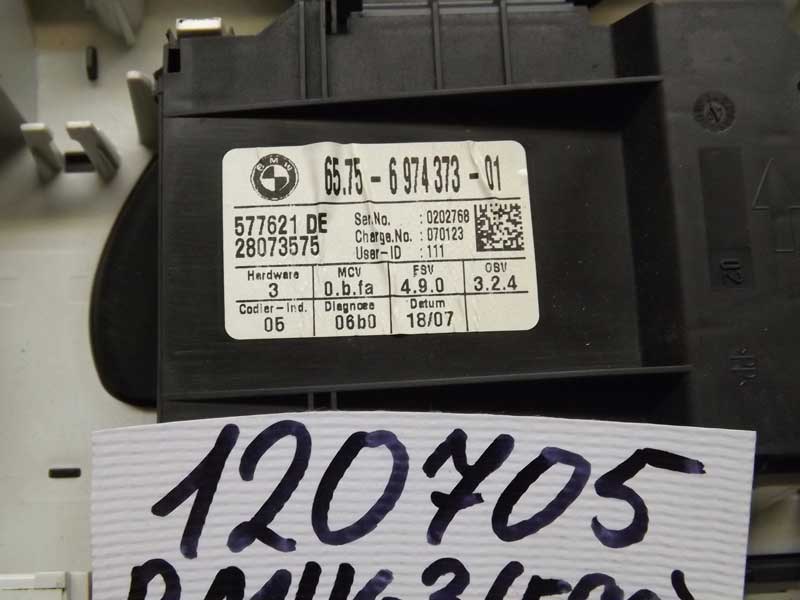 BMW
65.75 - 6 974 373 - 01
577621 DE
28073575
Ser.No. : 0202768
Charge.No. : 070123
User-ID : 111
Hardware MCV FSV OSV
3 0.b.fa 4.9.0 3.2.4
Codier-Ind. Diagnose Datum
05 06b0 18/07
02
120705